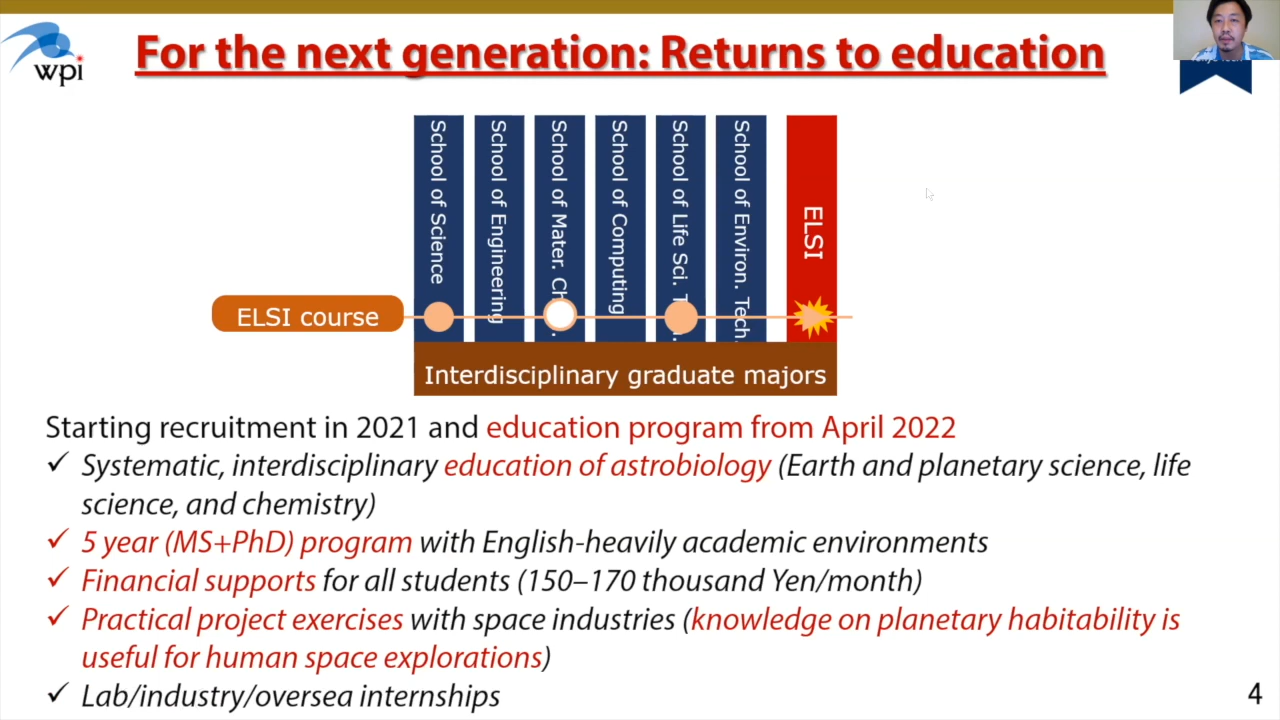 wpi
For the next generation: Returns to education
School of Science
School of Engineering
School of Mater. Ch
School of Computing
School of Life Sci. T
School of Environ. Tech.
ELSI
ELSI course
Interdisciplinary graduate majors
Starting recruitment in 2021 and education program from April 2022
✓ Systematic, interdisciplinary education of astrobiology (Earth and planetary science, life
science, and chemistry)
✓ 5 year (MS+PhD) program with English-heavily academic environments
✓ Financial supports for all students (150–170 thousand Yen/month)
✓ Practical project exercises with space industries (knowledge on planetary habitability is
useful for human space explorations)
✓ Lab/industry/oversea internships
4